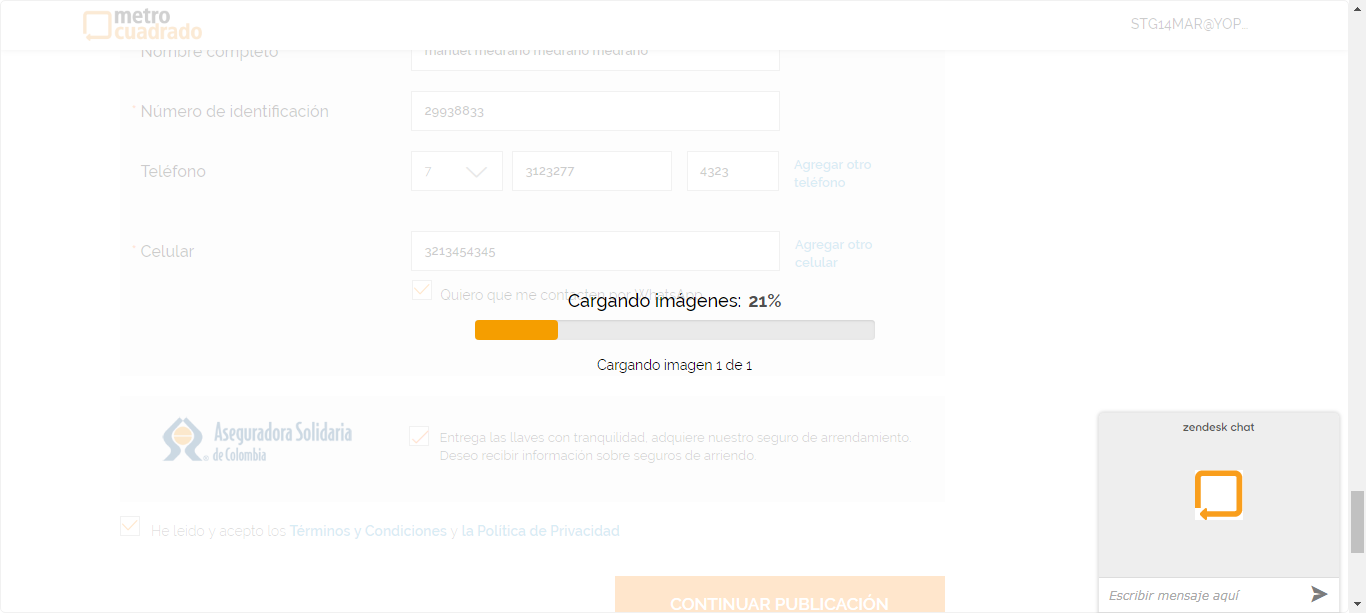 metro
cuadrado
STG14MAR@YOP...
Nombre completo
manuel medrano medrano medrano
* Número de identificación
29938833
Teléfono
7
3123277
4323
Agregar otro
teléfono
* Celular
3213454345
Agregar otro
celular
Quiero que me contacten por WhatsApp
Cargando imágenes: 21%
Cargando imagen 1 de 1
Aseguradora Solidaria
de Colombia
Entrega las llaves con tranquilidad, adquiere nuestro seguro de arrendamiento.
Deseo recibir información sobre seguros de arriendo.
He leido y acepto los Términos y Condiciones y la Política de Privacidad
CONTINUAR PUBLICACIÓN
zendesk chat
Escribir mensaje aquí